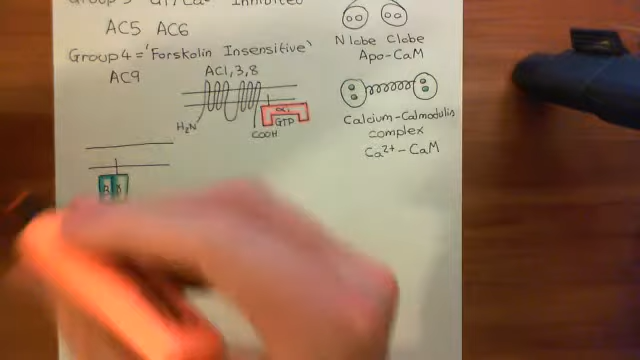 Inhibited
AC5 AC6
Group 4 = 'Forskolin Insensitive'
AC9
AC1,3,8
H₂N
GTP
COOH
N lobe C lobe
Apo-CaM
Calcium-Calmodulin
complex
Ca²⁺-CaM